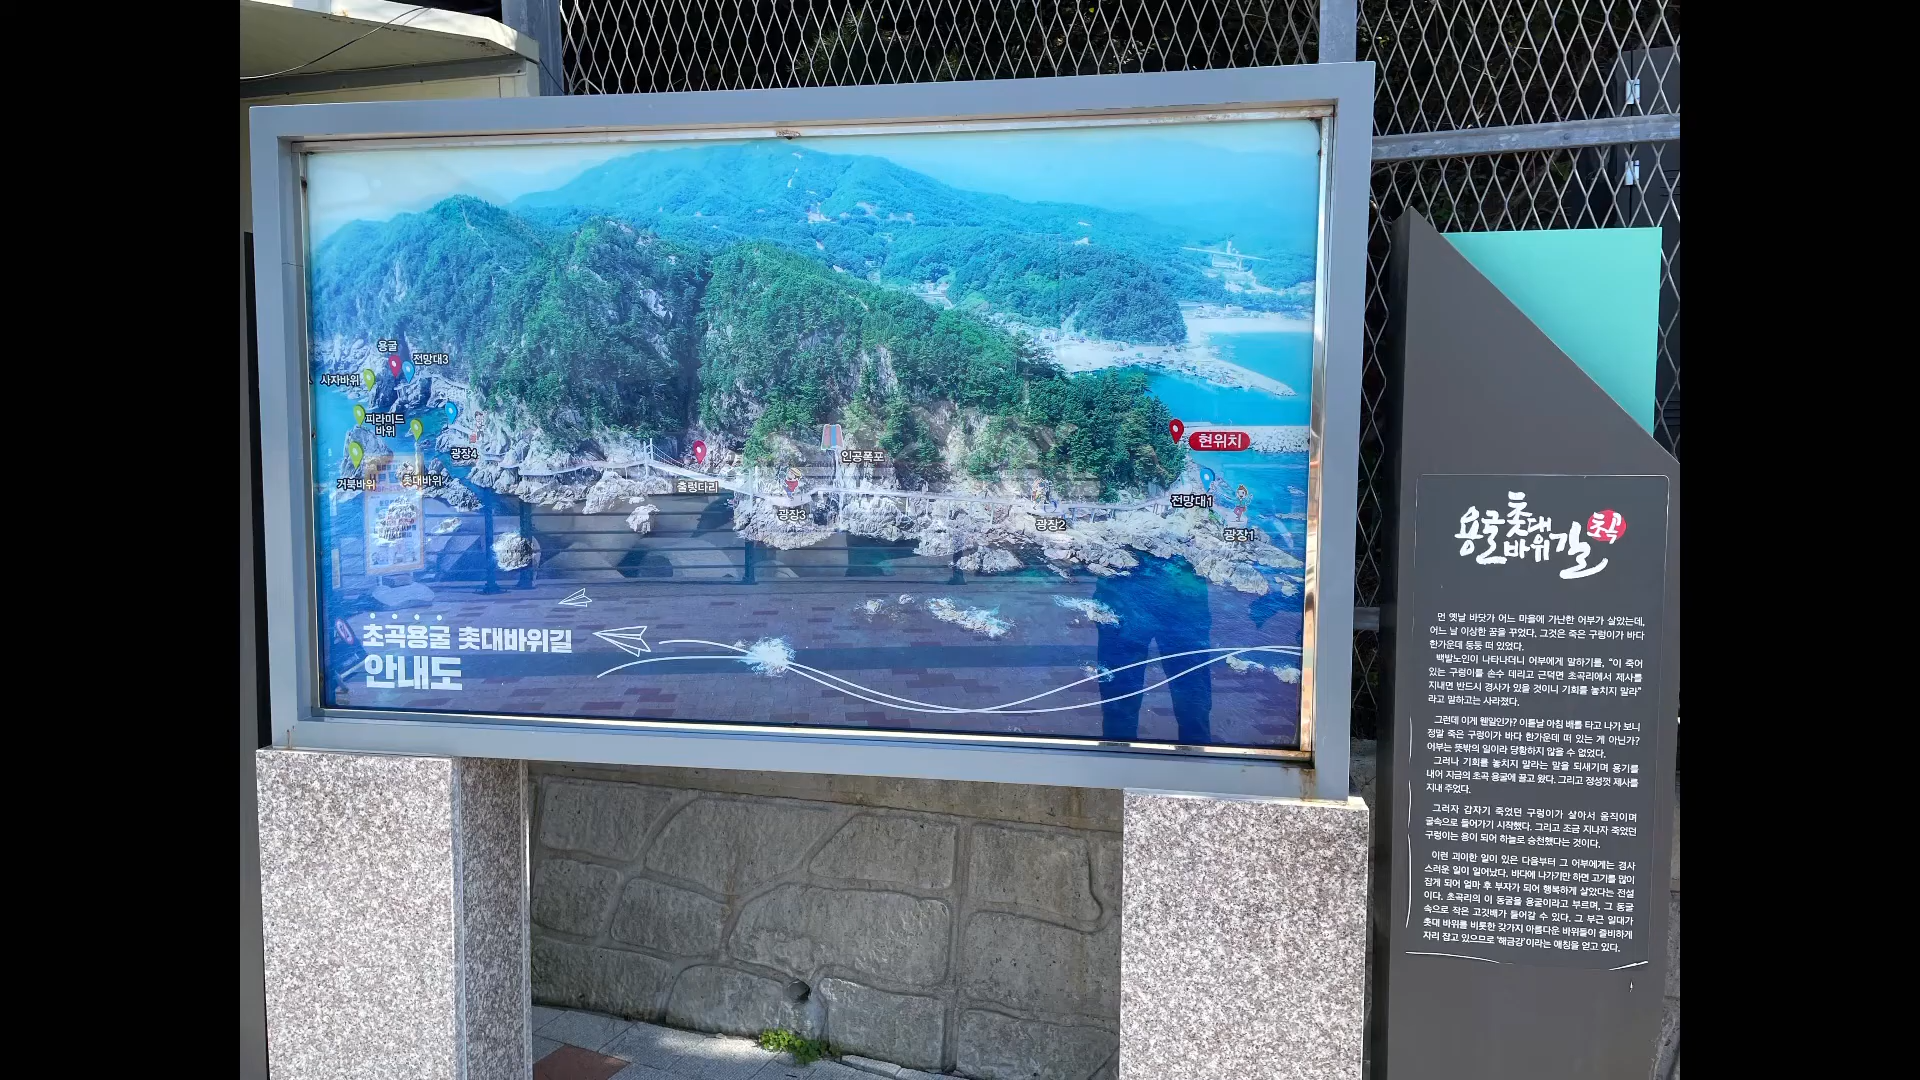 용굴
전망대3
사자바위
피라미드
바위
광장4
거북바위
촛대바위
출렁다리
인공폭포
광장3
광장2
현위치
전망대1
광장1
초곡용굴 촛대바위길
안내도
용굴
촛대
바위
길
초곡
먼 옛날 바닷가 어느 마을에 가난한 어부가 살았는데,
어느 날 이상한 꿈을 꾸었다. 그것은 죽은 구렁이가 바다
한가운데 둥둥 떠 있었다.
백발노인이 나타나더니 어부에게 말하기를, "이 죽어
있는 구렁이를 손수 데리고 근덕면 초곡리에서 제사를
지내면 반드시 경사가 있을 것이니 기회를 놓치지 말라"
라고 말하고는 사라졌다.
그런데 이게 웬일인가? 이튿날 아침 배를 타고 나가 보니
정말 죽은 구렁이가 바다 한가운데 떠 있는 게 아닌가?
어부는 뜻밖의 일이라 당황하지 않을 수 없었다.
그러나 기회를 놓치지 말라는 말을 되새기며 용기를
내어 지금의 초곡 용굴에 끌고 왔다. 그리고 정성껏 제사를
지내 주었다.
그러자 갑자기 죽었던 구렁이가 살아서 움직이며
굴속으로 들어가기 시작했다. 그리고 조금 지나자 죽었던
구렁이는 용이 되어 하늘로 승천했다는 것이다.
이런 괴이한 일이 있은 다음부터 그 어부에게는 경사
스러운 일이 일어났다. 바다에 나가기만 하면 고기를 많이
잡게 되어 얼마 후 부자가 되어 행복하게 살았다는 전설
이다. 초곡리의 이 동굴을 용굴이라고 부르며, 그 동굴
속으로 작은 고깃배가 들어갈 수 있다. 그 부근 일대가
촛대 바위를 비롯한 갖가지 아름다운 바위들이 즐비하게
자리 잡고 있으므로 '해금강'이라는 애칭을 얻고 있다.